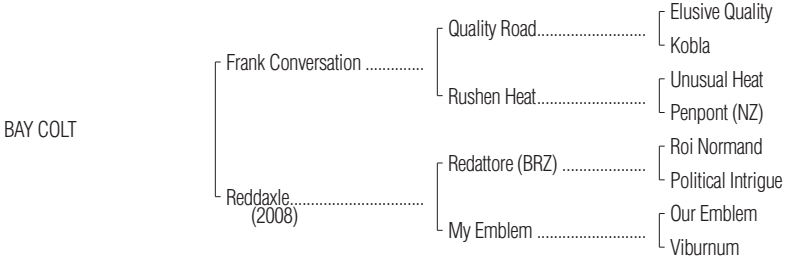 Elusive Quality
Quality Road..........................
Kobla
Frank Conversation ..............
Unusual Heat
Rushen Heat..........................
Penpont (NZ)
BAY COLT
Roi Normand
Redattore (BRZ) ....................
Political Intrigue
Reddaxle................................
(2008)
Our Emblem
My Emblem ..........................
Viburnum